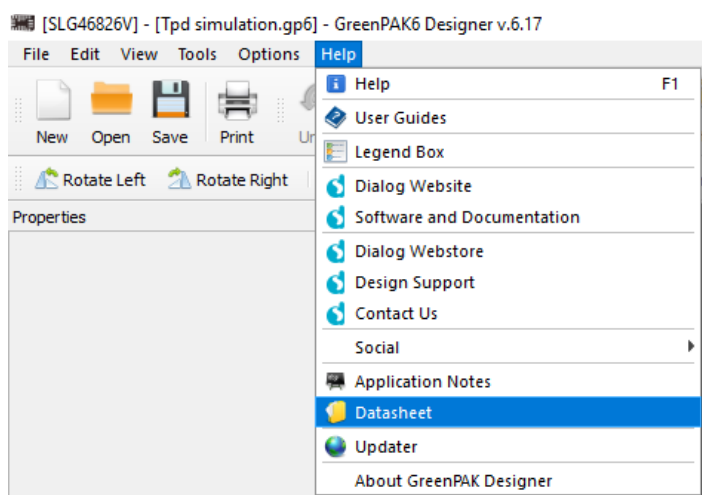 [SLG46826V] - [Tpd simulation.gp6] - GreenPAK6 Designer v.6.17
File Edit View Tools Options Help
New Open Save Print
Rotate Left Rotate Right
Properties
Help F1
User Guides
Legend Box
Dialog Website
Software and Documentation
Dialog Webstore
Design Support
Contact Us
Social
Application Notes
Datasheet
Updater
About GreenPAK Designer